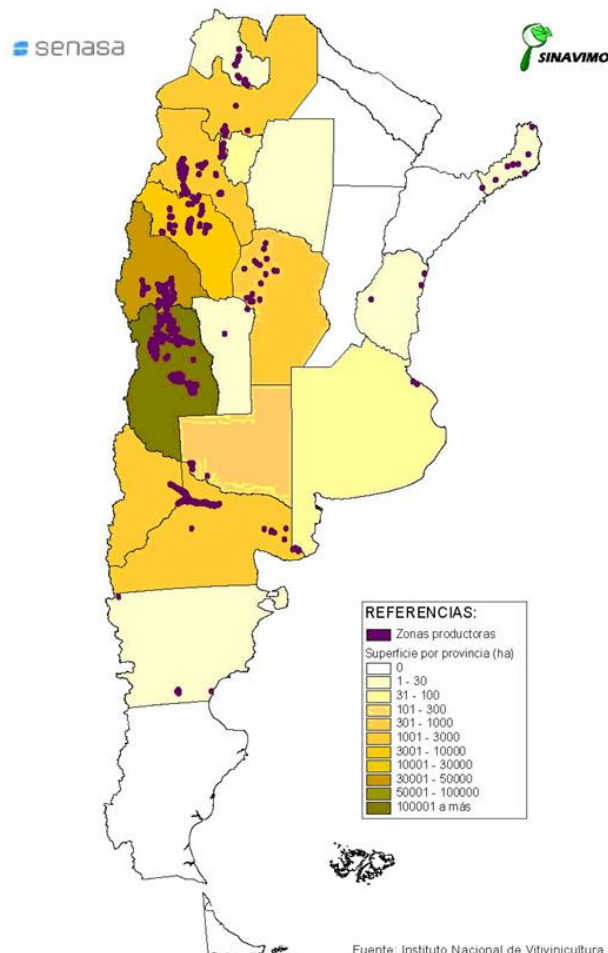 senasa
SINAVIMO
REFERENCIAS:
Zonas productoras
Superficie por provincia (ha)
0
1 - 30
31 - 100
101 - 300
301 - 1000
1001 - 3000
3001 - 10000
10001 - 30000
30001 - 50000
50001 - 100000
100001 a más
Fuente: Instituto Nacional de Vitivinicultura